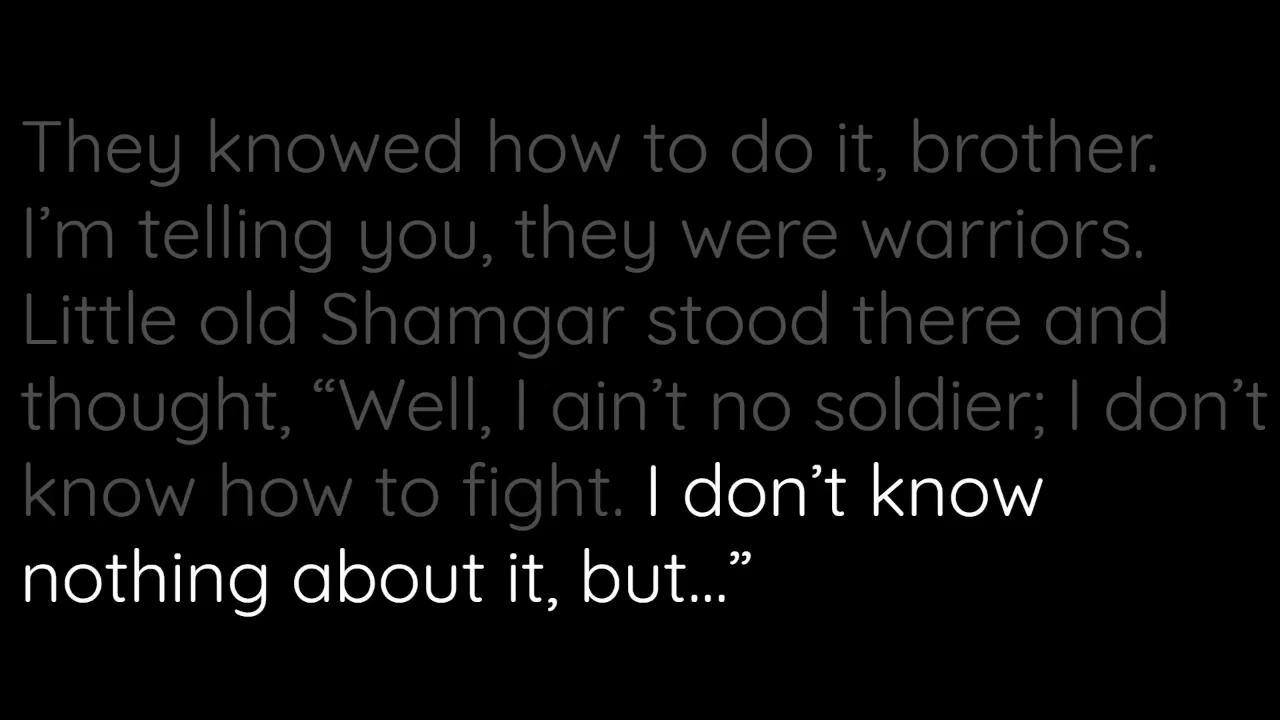 They knowed how to do it, brother.
I’m telling you, they were warriors.
Little old Shamgar stood there and
thought, “Well, I ain’t no soldier; I don’t
know how to fight. I don’t know
nothing about it, but...”